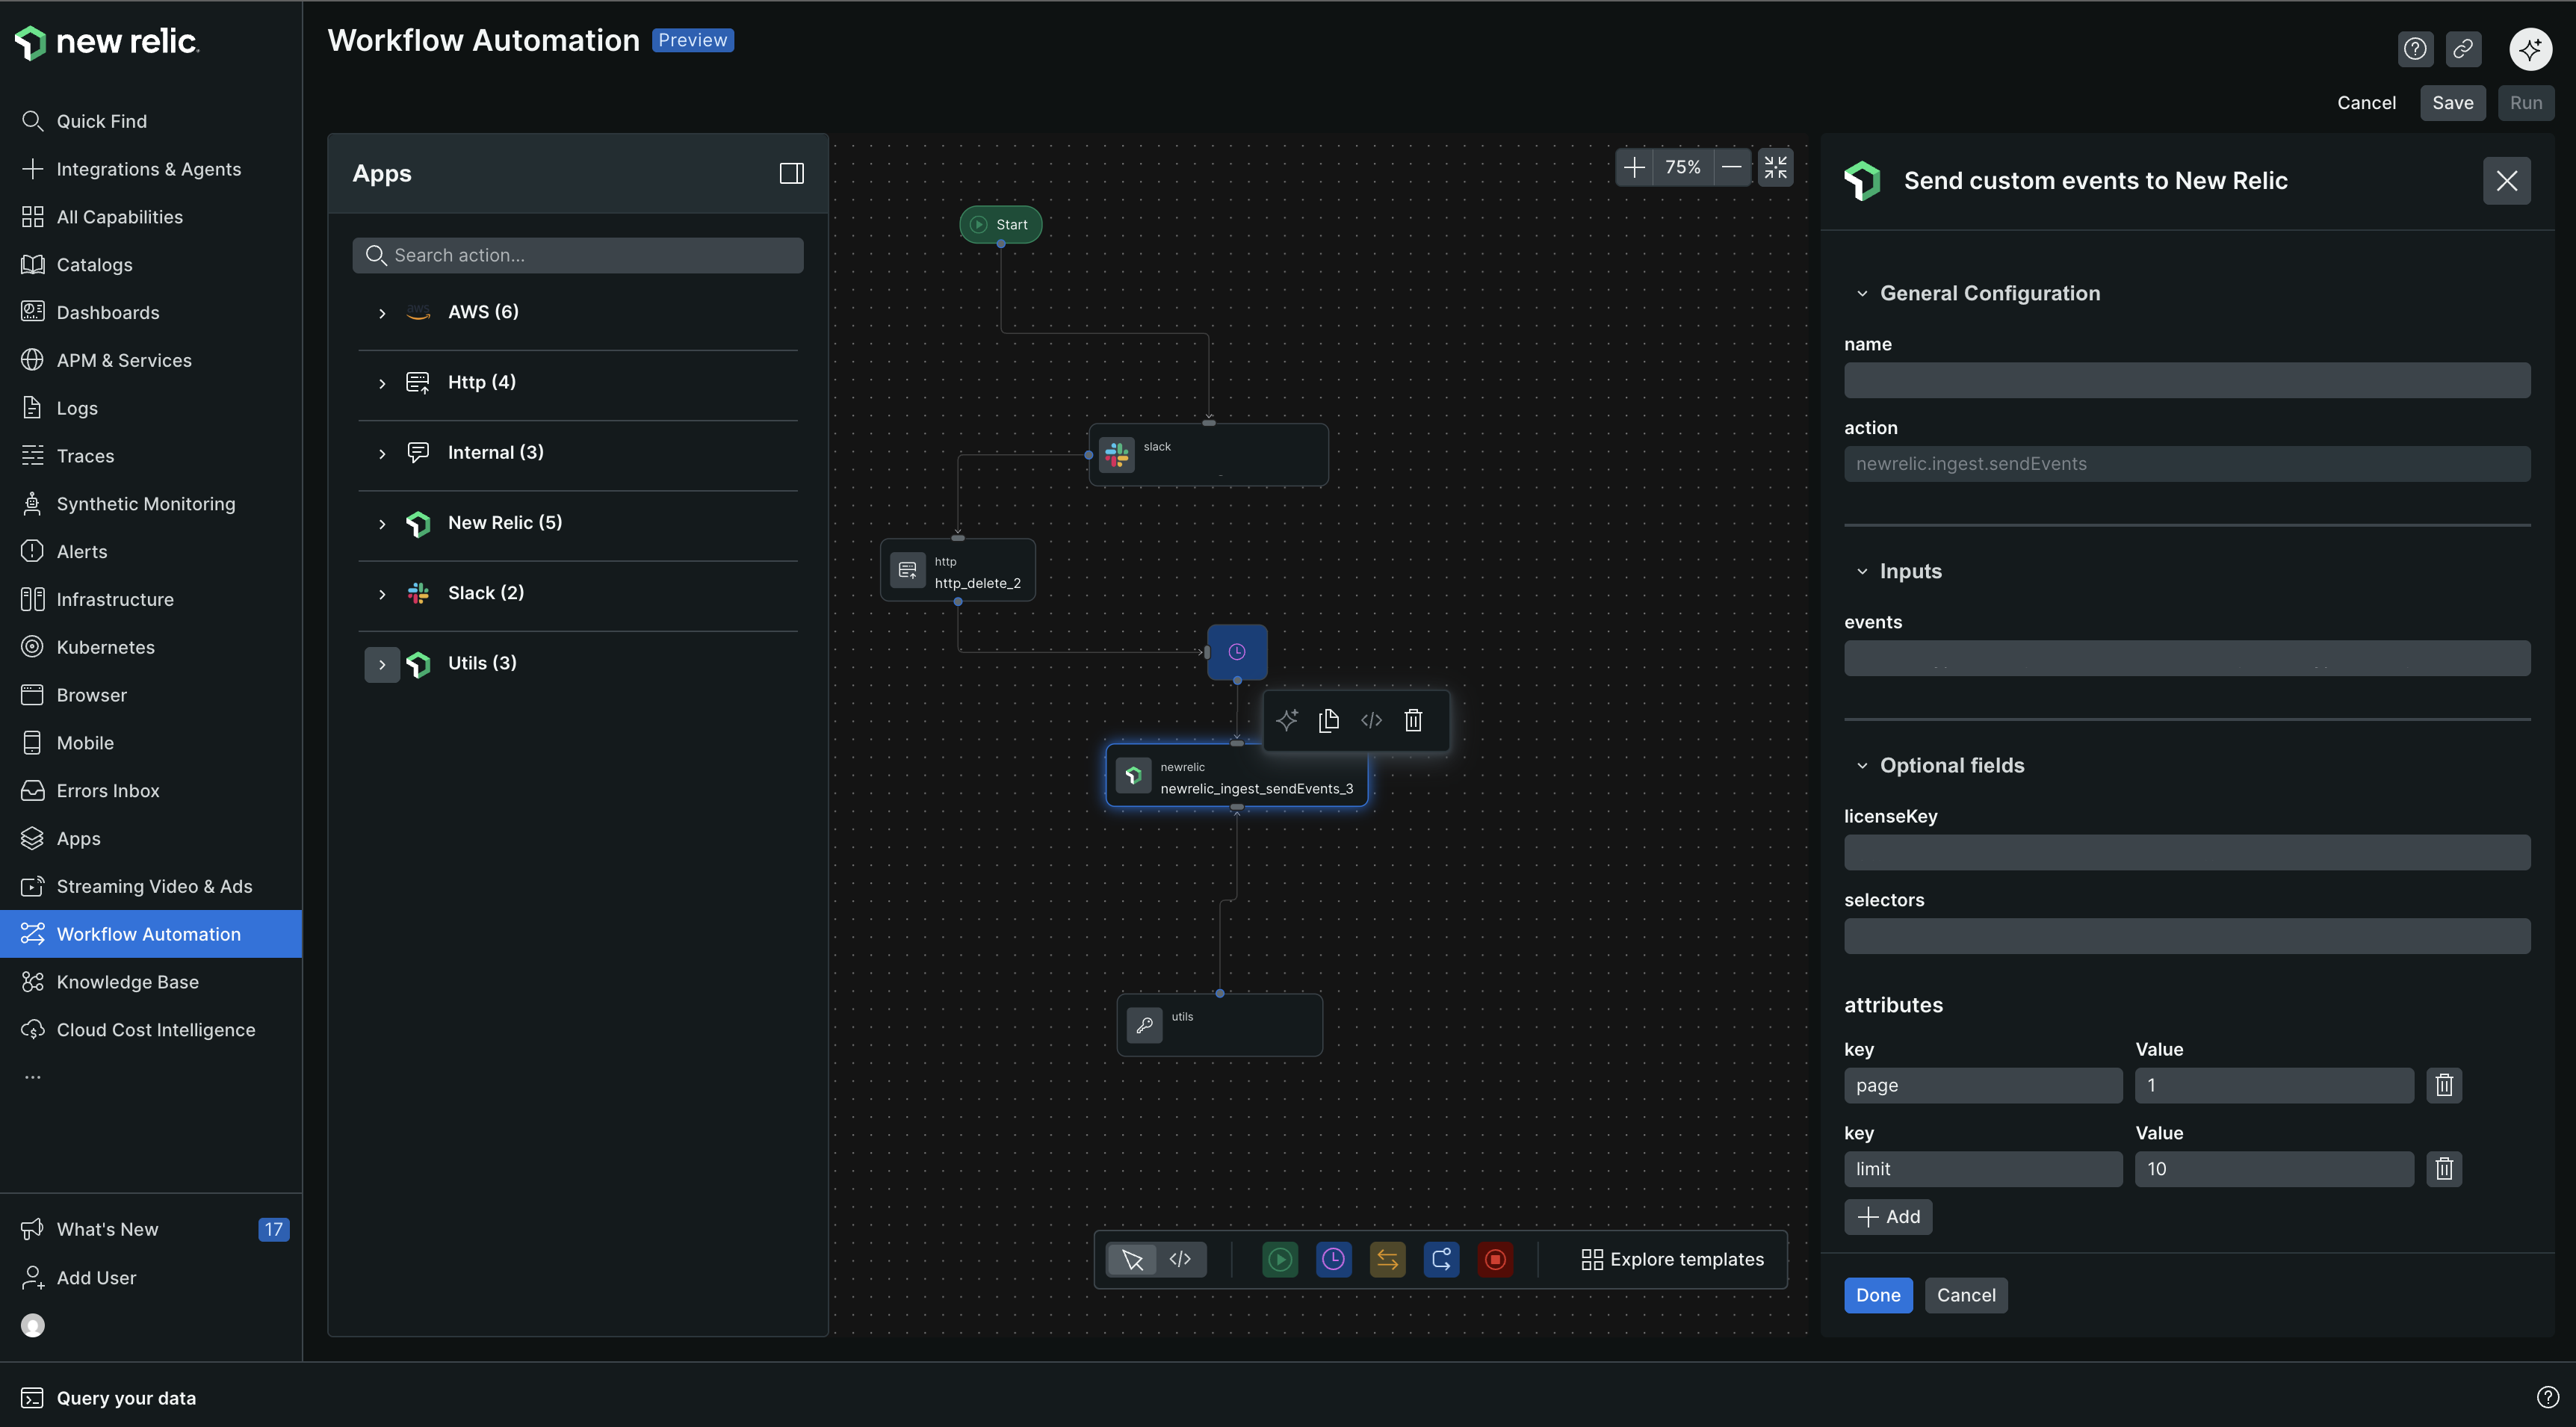 new relic
Quick Find
Integrations & Agents
All Capabilities
Catalogs
Dashboards
APM & Services
Logs
Traces
Synthetic Monitoring
Alerts
Infrastructure
Kubernetes
Browser
Mobile
Errors Inbox
Apps
Streaming Video & Ads
Workflow Automation
Knowledge Base
Cloud Cost Intelligence
...
What's New 17
Add User
Query your data
Workflow Automation Preview
Cancel Save Run
Apps
Search action...
AWS (6)
Http (4)
Internal (3)
New Relic (5)
Slack (2)
Utils (3)
75%
Start
slack
http
http_delete_2
newrelic
newrelic_ingest_sendEvents_3
utils
Explore templates
Send custom events to New Relic
General Configuration
name
action
newrelic.ingest.sendEvents
Inputs
events
Optional fields
licenseKey
selectors
attributes
key Value
page 1
key Value
limit 10
Add
Done Cancel